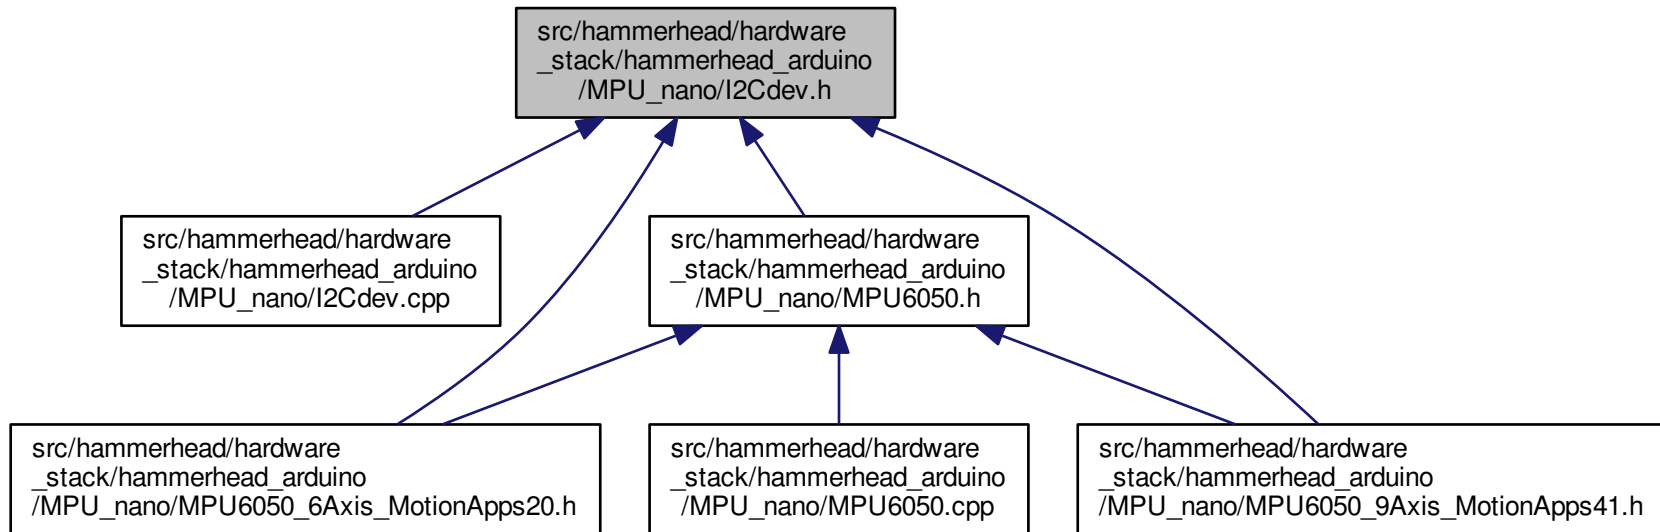 src/hammerhead/hardware
_stack/hammerhead_arduino
/MPU_nano/I2Cdev.h
src/hammerhead/hardware
_stack/hammerhead_arduino
/MPU_nano/I2Cdev.cpp
src/hammerhead/hardware
_stack/hammerhead_arduino
/MPU_nano/MPU6050.h
src/hammerhead/hardware
_stack/hammerhead_arduino
/MPU_nano/MPU6050_6Axis_MotionApps20.h
src/hammerhead/hardware
_stack/hammerhead_arduino
/MPU_nano/MPU6050.cpp
src/hammerhead/hardware
_stack/hammerhead_arduino
/MPU_nano/MPU6050_9Axis_MotionApps41.h